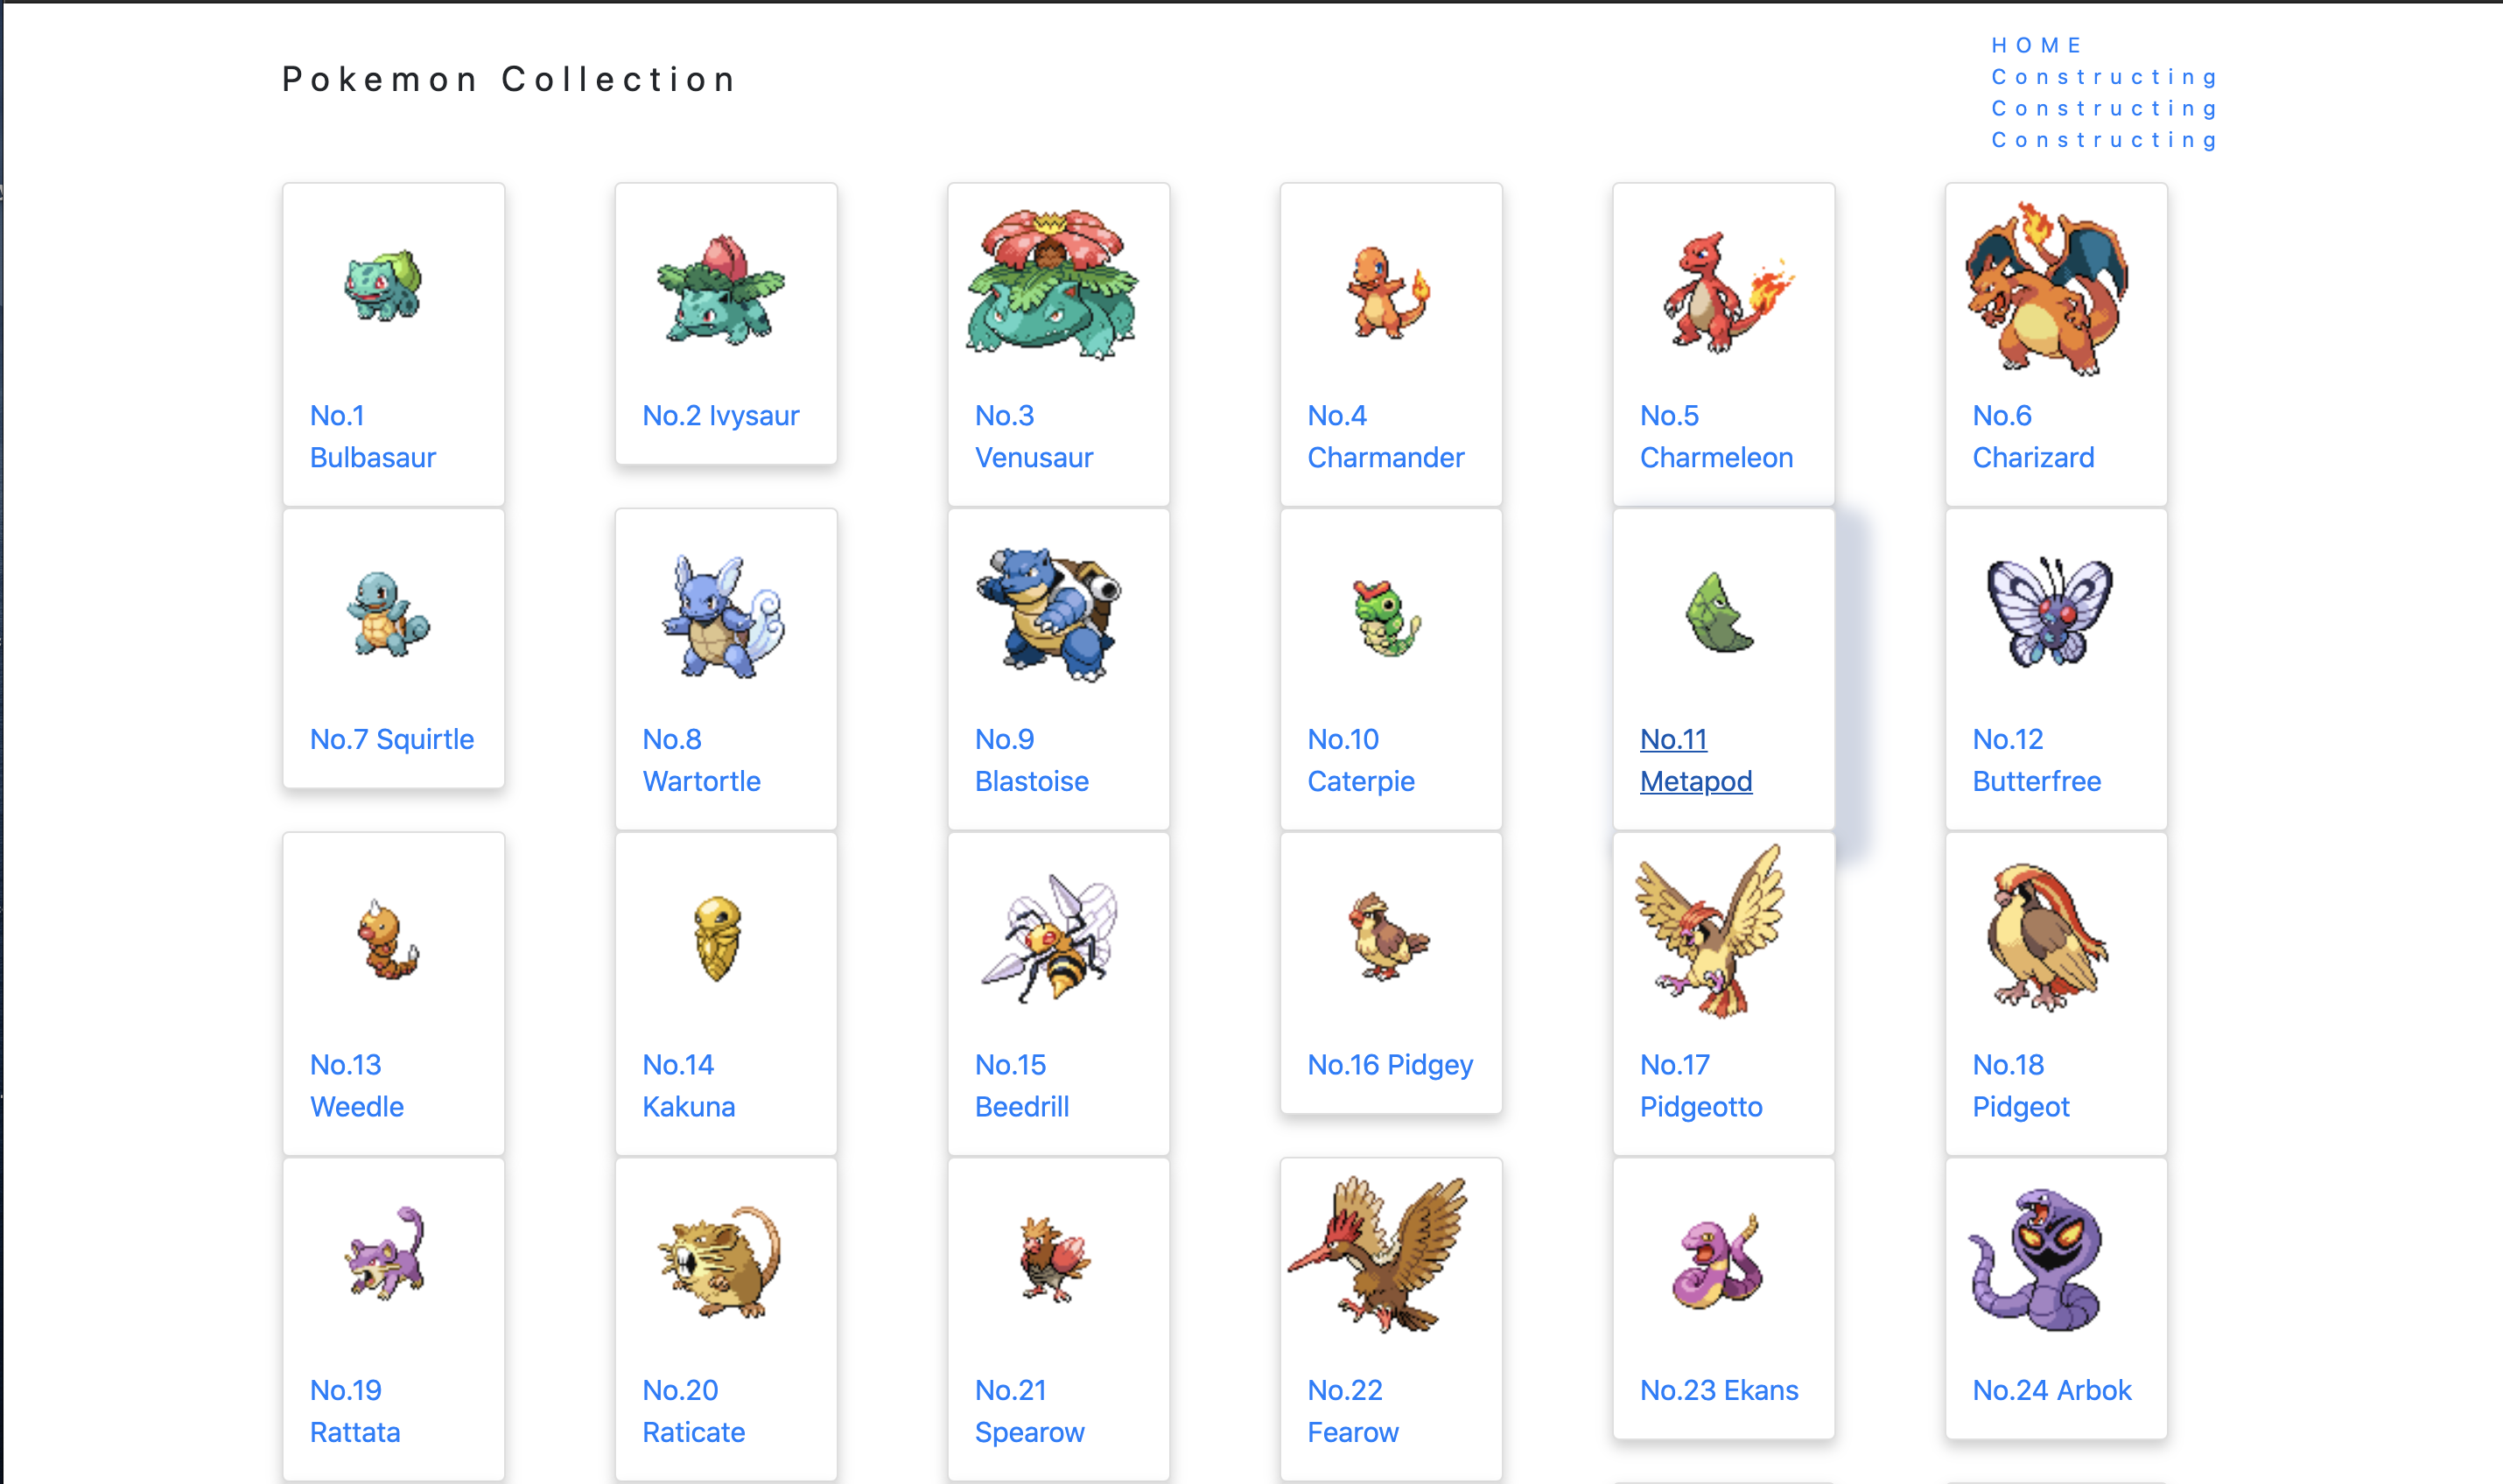 Pokemon Collection
HOME
Constructing
Constructing
Constructing
No.1
Bulbasaur
No.2 Ivysaur
No.3
Venusaur
No.4
Charmander
No.5
Charmeleon
No.6
Charizard
No.7 Squirtle
No.8
Wartortle
No.9
Blastoise
No.10
Caterpie
No.11
Metapod
No.12
Butterfree
No.13
Weedle
No.14
Kakuna
No.15
Beedrill
No.16 Pidgey
No.17
Pidgeotto
No.18
Pidgeot
No.19
Rattata
No.20
Raticate
No.21
Spearow
No.22
Fearow
No.23 Ekans
No.24 Arbok